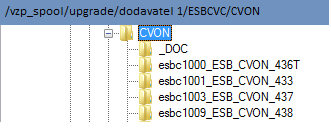 /vzp_spool/upgrade/dodavatel 1/ESBCVC/CVON
CVON
_DOC
esbc1000_ESB_CVON_436T
esbc1001_ESB_CVON_433
esbc1003_ESB_CVON_437
esbc1009_ESB_CVON_438